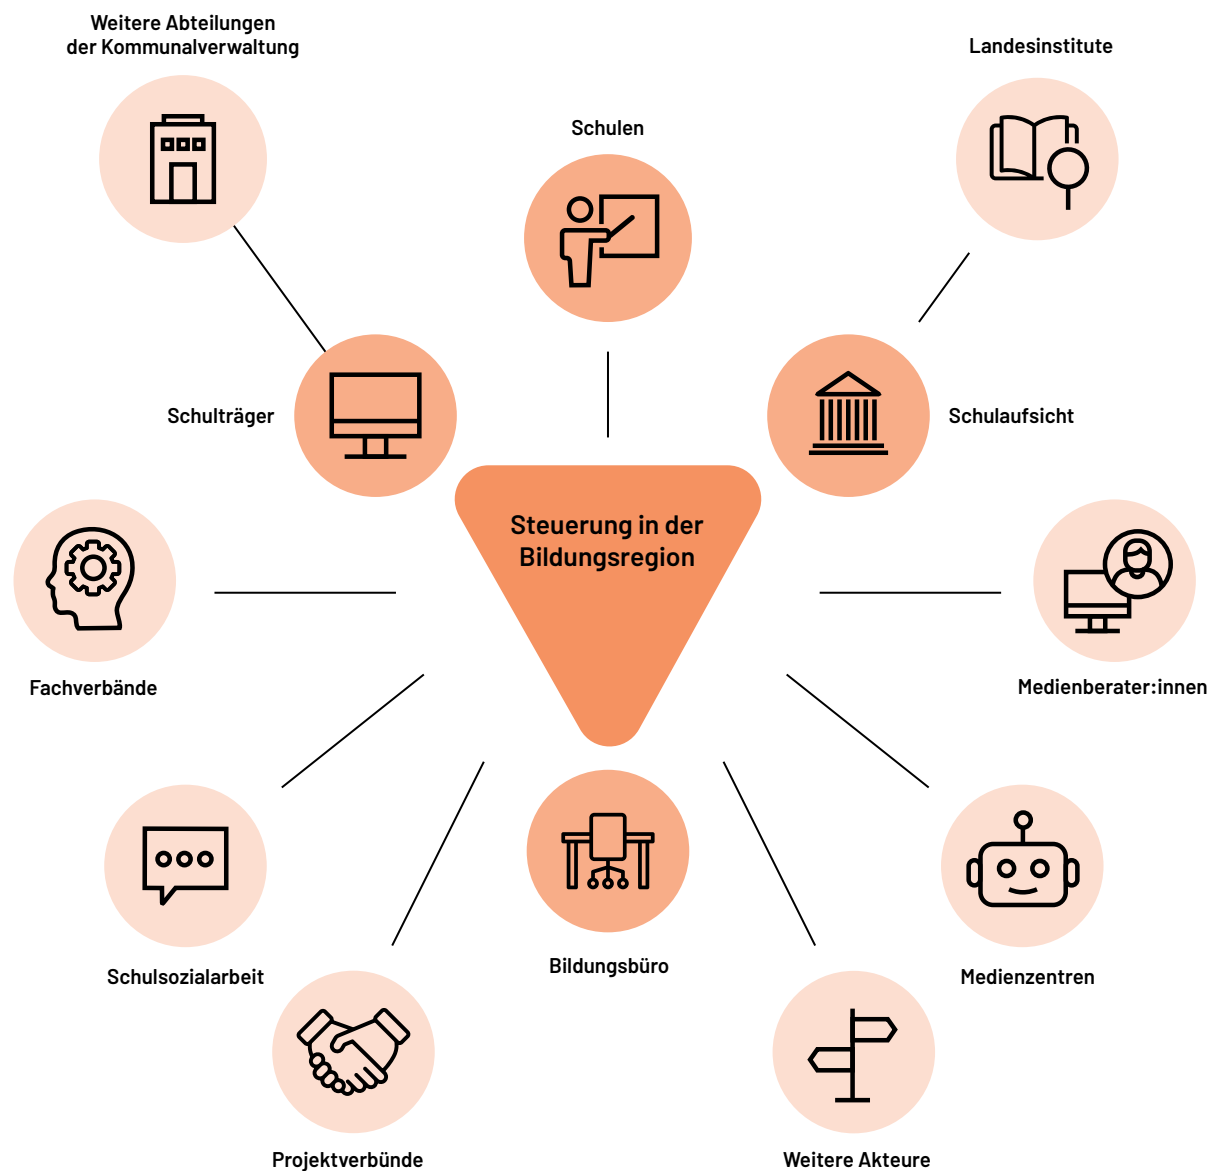 Weitere Abteilungen
der Kommunalverwaltung
Landesinstitute
Schulen
Schulträger
Schulaufsicht
Steuerung in der
Bildungsregion
Fachverbände
Medienberater:innen
Schulsozialarbeit
Bildungsbüro
Medienzentren
Projektverbünde
Weitere Akteure